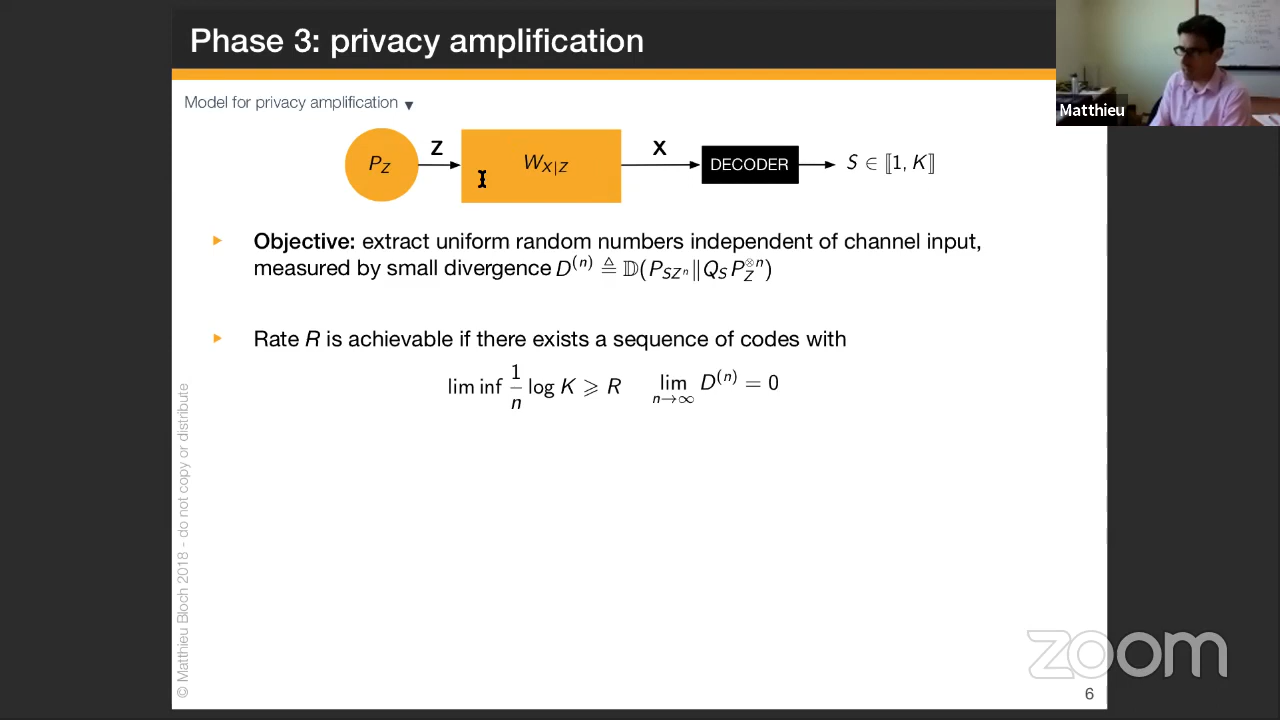 Phase 3: privacy amplification
Matthieu
Model for privacy amplification ▼
P_Z Z W_{X|Z} X DECODER S ∈ ⟦1, K⟧
Objective: extract uniform random numbers independent of channel input,
measured by small divergence D^{(n)} ≜ 𝔻(P_{SZ^n}‖Q_S P_Z^{⊗n})
Rate R is achievable if there exists a sequence of codes with
lim inf 1/n log K ⩾ R lim_{n→∞} D^{(n)} = 0
© Matthieu Bloch 2018 - do not copy or distribute
zoom
6